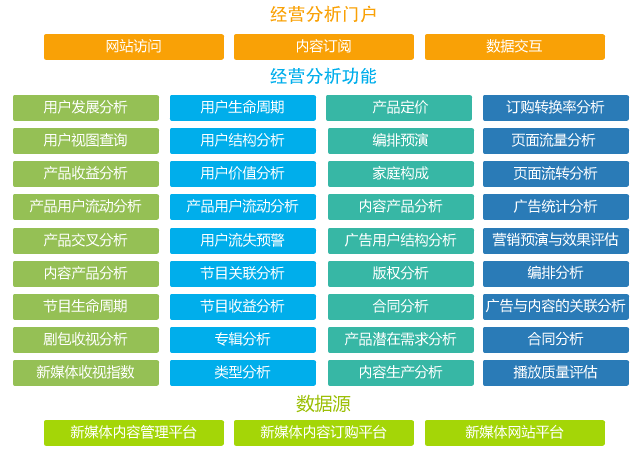 经营分析门户
网站访问 内容订阅 数据交互
经营分析功能
用户发展分析 用户生命周期 产品定价 订购转换率分析
用户视图查询 用户结构分析 编排预演 页面流量分析
产品收益分析 用户价值分析 家庭构成 页面流转分析
产品用户流动分析 产品用户流动分析 内容产品分析 广告统计分析
产品交叉分析 用户流失预警 广告用户结构分析 营销预演与效果评估
内容产品分析 节目关联分析 版权分析 编排分析
节目生命周期 节目收益分析 合同分析 广告与内容的关联分析
剧包收视分析 专辑分析 产品潜在需求分析 合同分析
新媒体收视指数 类型分析 内容生产分析 播放质量评估
数据源
新媒体内容管理平台 新媒体内容订购平台 新媒体网站平台